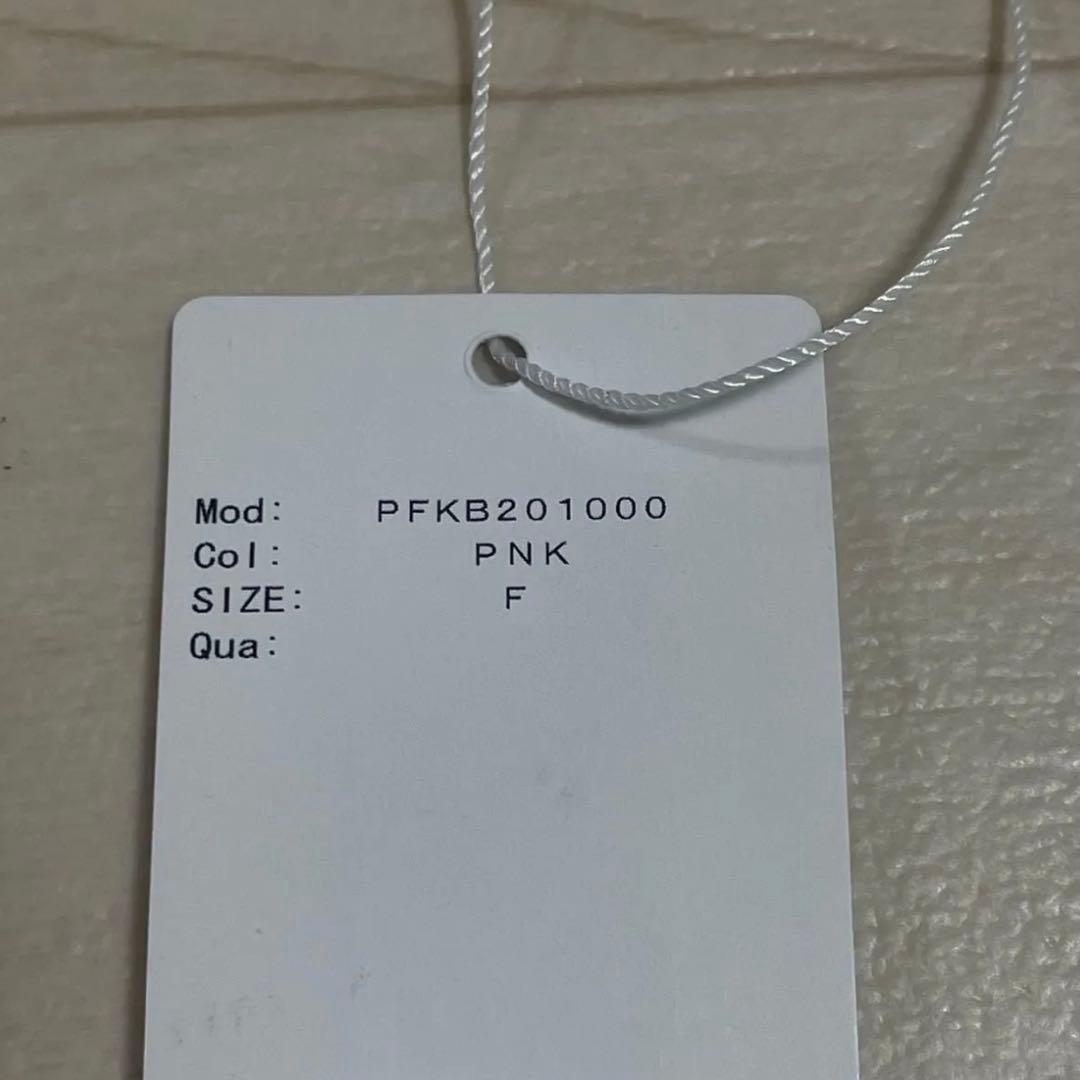 Mod: PFKB201000
Col: PNK
SIZE: F
Qua: